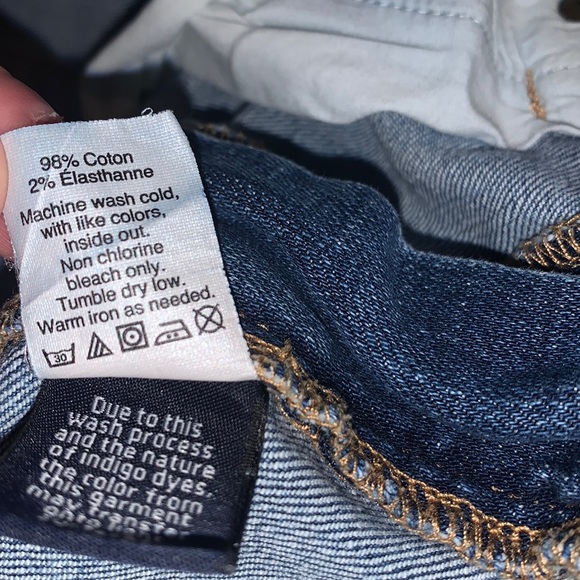 98% Coton
2% Élasthanne
Machine wash cold,
with like colors,
inside out.
Non chlorine
bleach only.
Tumble dry low.
Warm iron as needed.
30
Due to this
wash process
and the nature
of indigo dyes,
the color from
this garment
may transfer